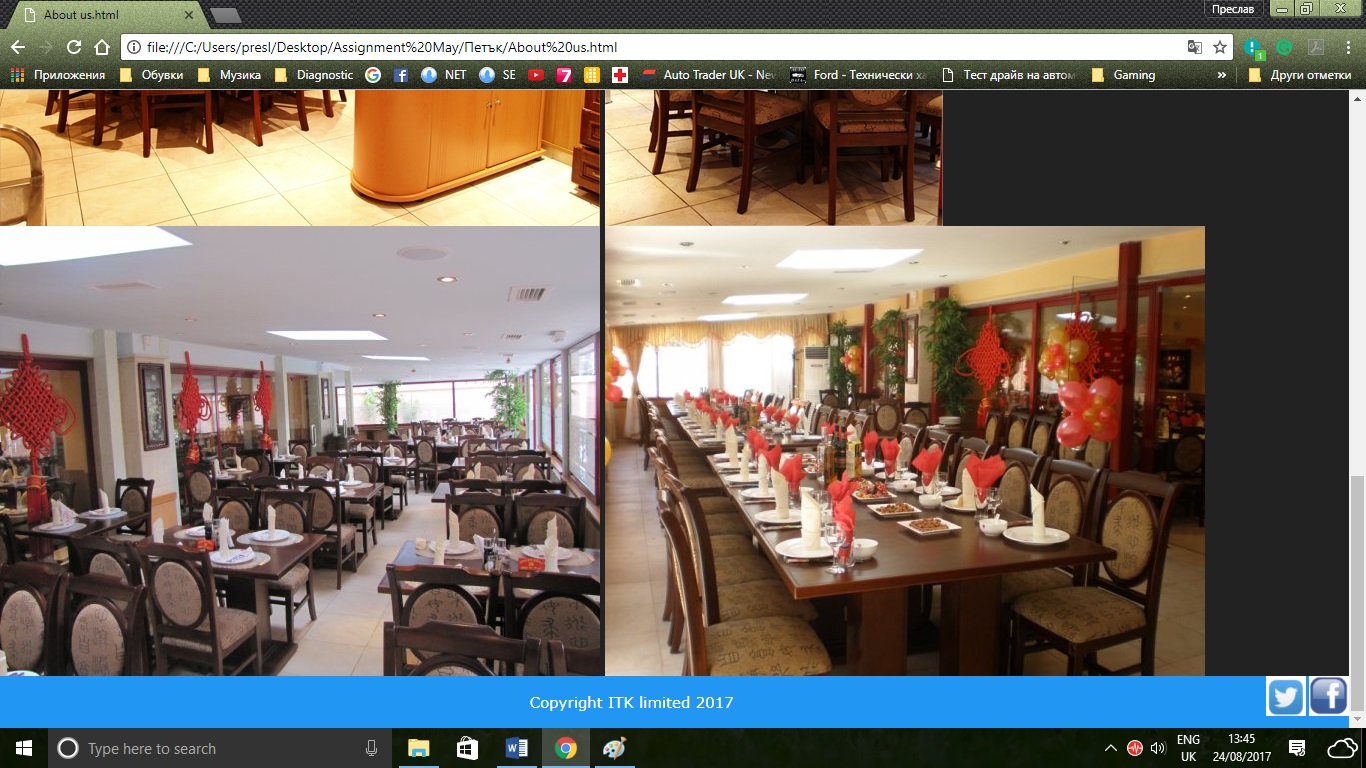 About us.html
Преслав
file:///C:/Users/presl/Desktop/Assignment%20May/Петък/About%20us.html
1
Приложения Обувки Музика Diagnostic NET SE Auto Trader UK - Nev Ford - Технически ха Тест драйв на автом Gaming » Други отметки
Copyright ITK limited 2017
Type here to search
ENG
UK
13:45
24/08/2017